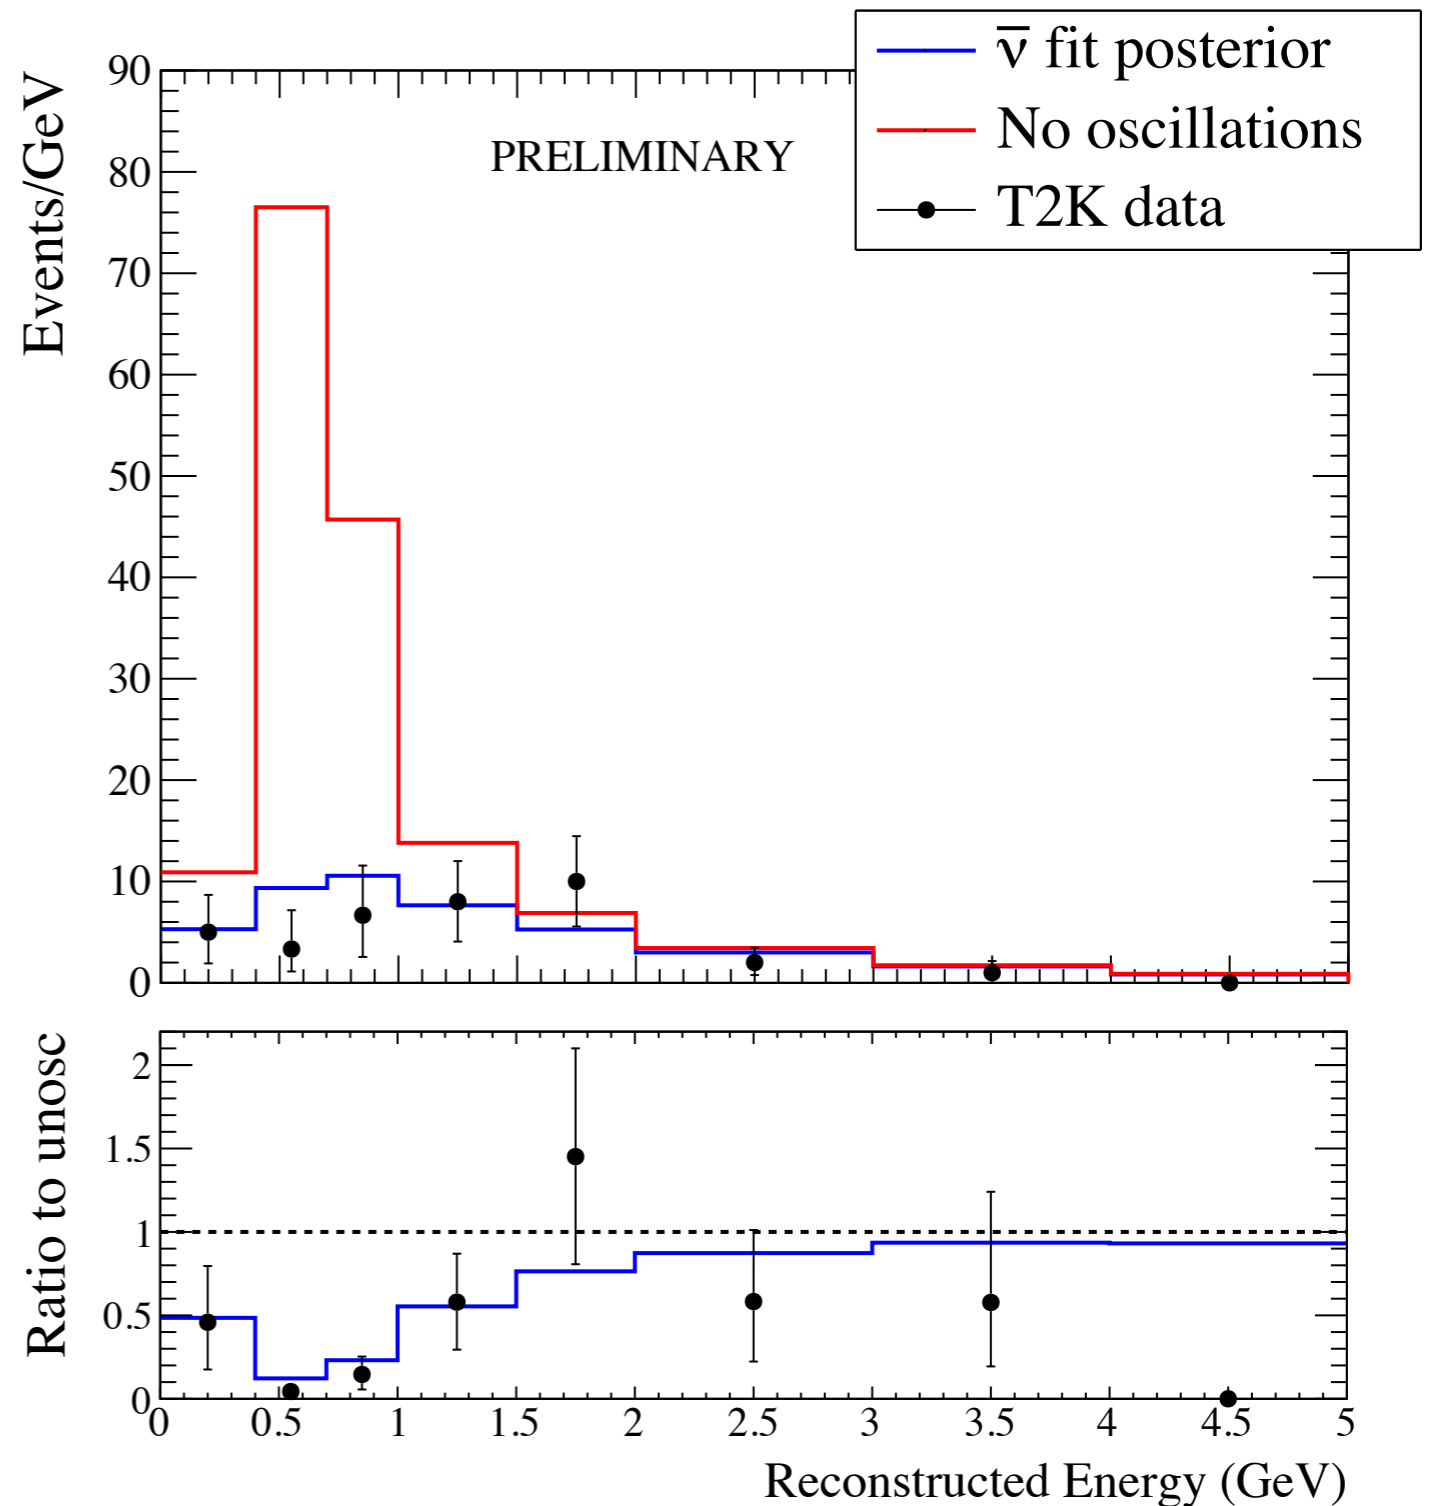 ν̅ fit posterior
No oscillations
T2K data
PRELIMINARY
Events/GeV
90
80
70
60
50
40
30
20
10
0
Ratio to unosc
2
1.5
1
0.5
0
0 0.5 1 1.5 2 2.5 3 3.5 4 4.5 5
Reconstructed Energy (GeV)